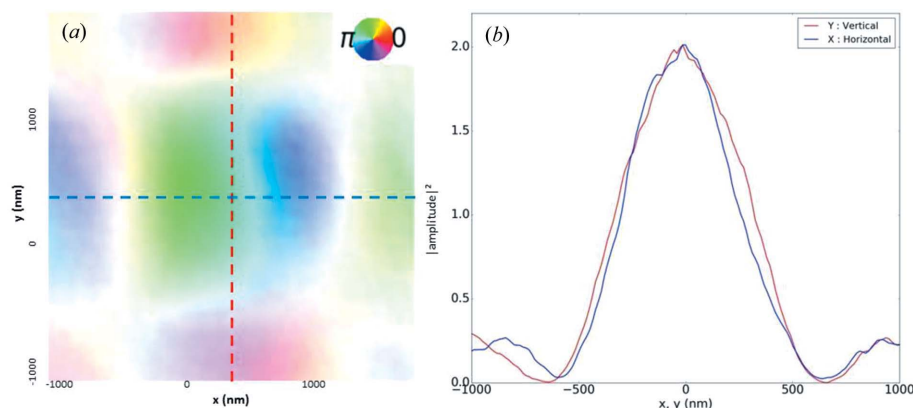 (a)
π 0
1000
0
-1000
y (nm)
-1000 0 1000
x (nm)
(b)
Y : Vertical
X : Horizontal
2.0
1.5
1.0
0.5
0.0
|amplitude|²
-1000 -500 0 500 1000
x, y (nm)